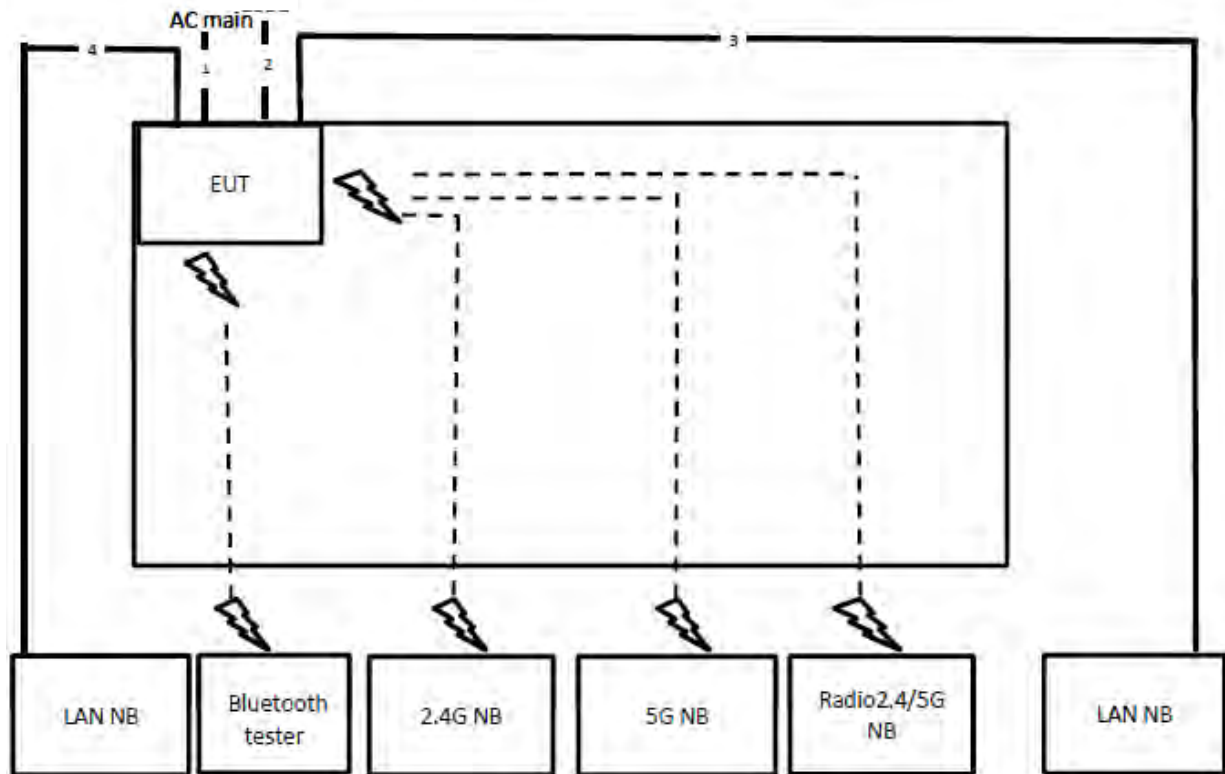 AC main
4
1
2
3
EUT
LAN NB
Bluetooth
tester
2.4G NB
5G NB
Radio2.4/5G
NB
LAN NB